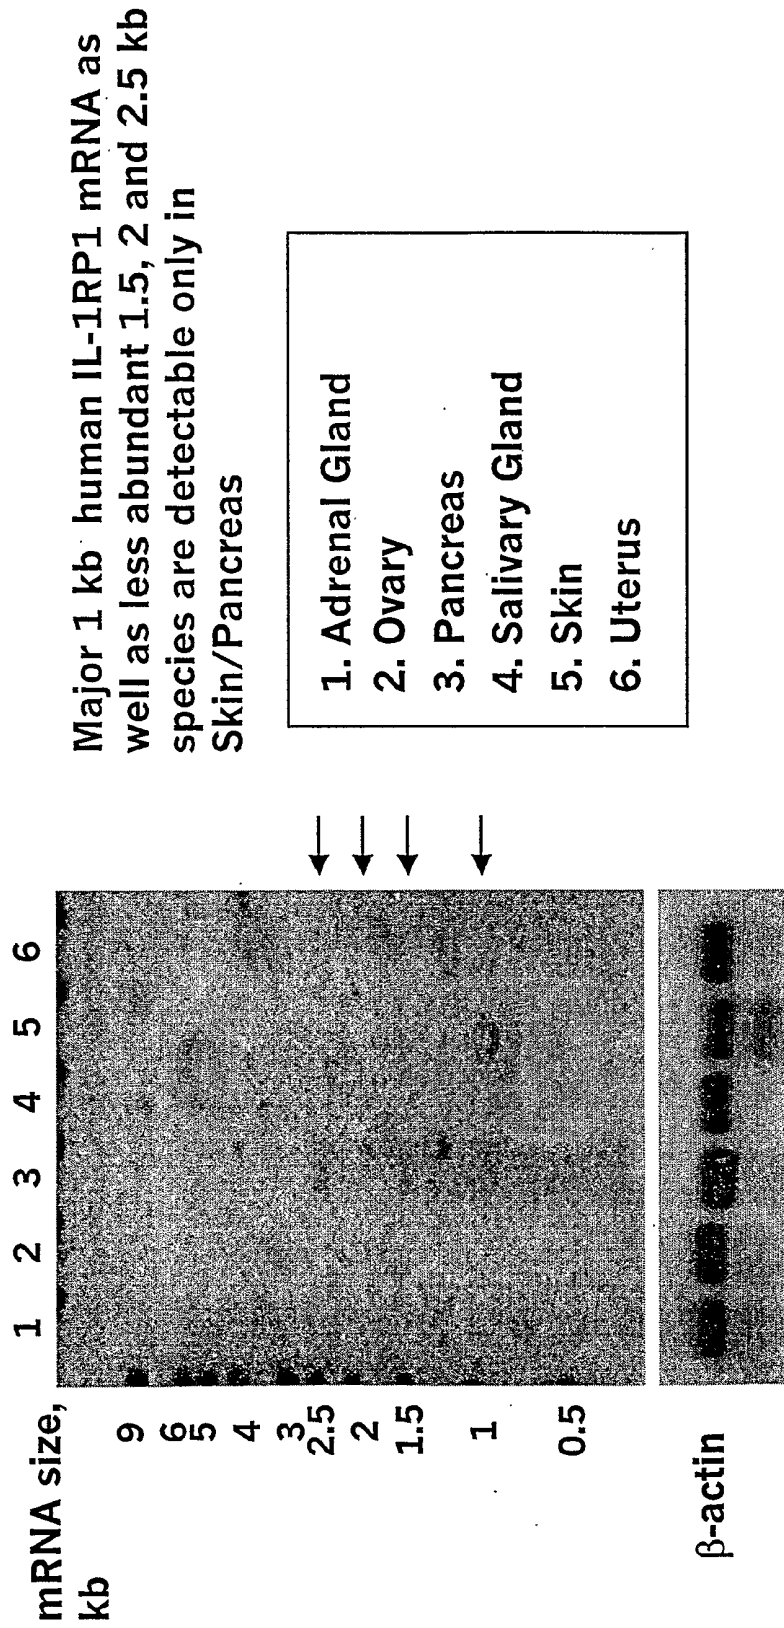 mRNA size,
kb
1 2 3 4 5 6
9
6
5
4
3
2.5
2
1.5
1
0.5
β-actin
Major 1 kb human IL-1RP1 mRNA as
well as less abundant 1.5, 2 and 2.5 kb
species are detectable only in
Skin/Pancreas
1. Adrenal Gland
2. Ovary
3. Pancreas
4. Salivary Gland
5. Skin
6. Uterus